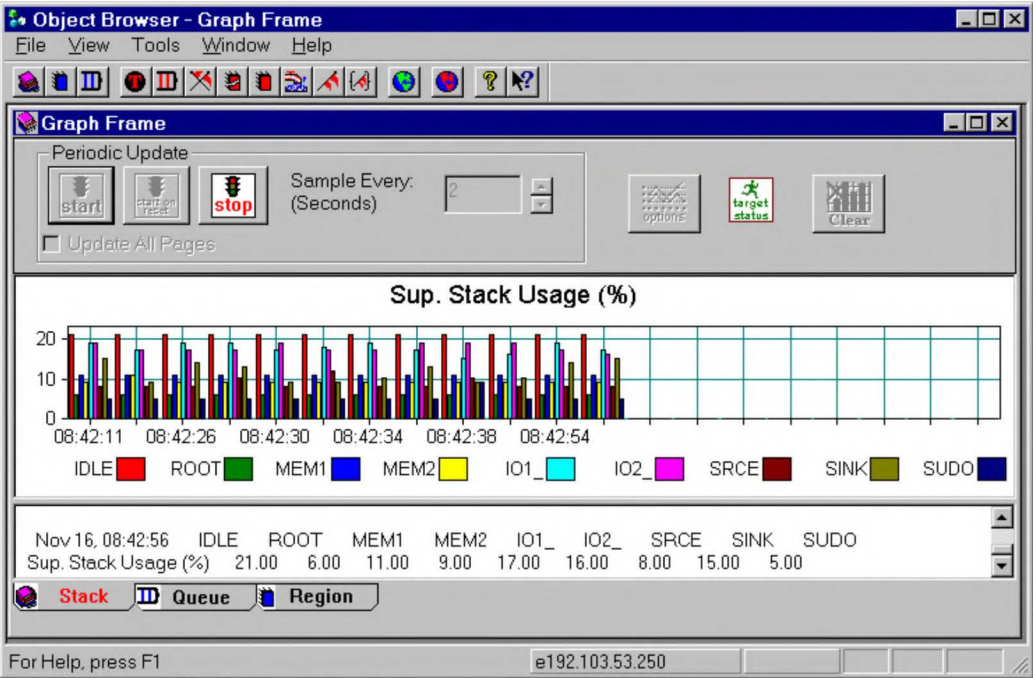 Object Browser - Graph Frame
File View Tools Window Help
Graph Frame
Periodic Update
start
start on reset
stop
Sample Every:
(Seconds)
2
options
target status
Clear
Update All Pages
Sup. Stack Usage (%)
20
10
0
08:42:11 08:42:26 08:42:30 08:42:34 08:42:38 08:42:54
IDLE ROOT MEM1 MEM2 IO1_ IO2_ SRCE SINK SUDO
Nov 16, 08:42:56 IDLE ROOT MEM1 MEM2 IO1_ IO2_ SRCE SINK SUDO
Sup. Stack Usage (%) 21.00 6.00 11.00 9.00 17.00 16.00 8.00 15.00 5.00
Stack Queue Region
For Help, press F1
e192.103.53.250